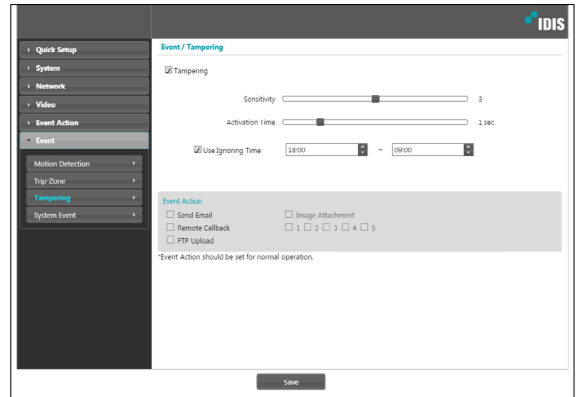 IDIS
Quick Setup
System
Network
Video
Event Action
Event
Motion Detection
Trip-Zone
Tampering
System Event
Event / Tampering
Tampering
Sensitivity 3
Activation Time 1 sec.
Use Ignoring Time 18:00 ~ 09:00
Event Action
Send Email Image Attachment
Remote Callback 1 2 3 4 5
FTP Upload
*Event Action should be set for normal operation.
Save